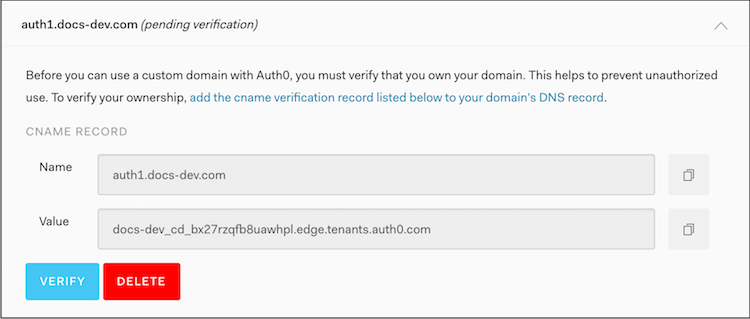 auth1.docs-dev.com (pending verification)
Before you can use a custom domain with Auth0, you must verify that you own your domain. This helps to prevent unauthorized
use. To verify your ownership, add the cname verification record listed below to your domain's DNS record.
CNAME RECORD
Name
auth1.docs-dev.com
Value
docs-dev_cd_bx27rzqfb8uawhpl.edge.tenants.auth0.com
VERIFY DELETE